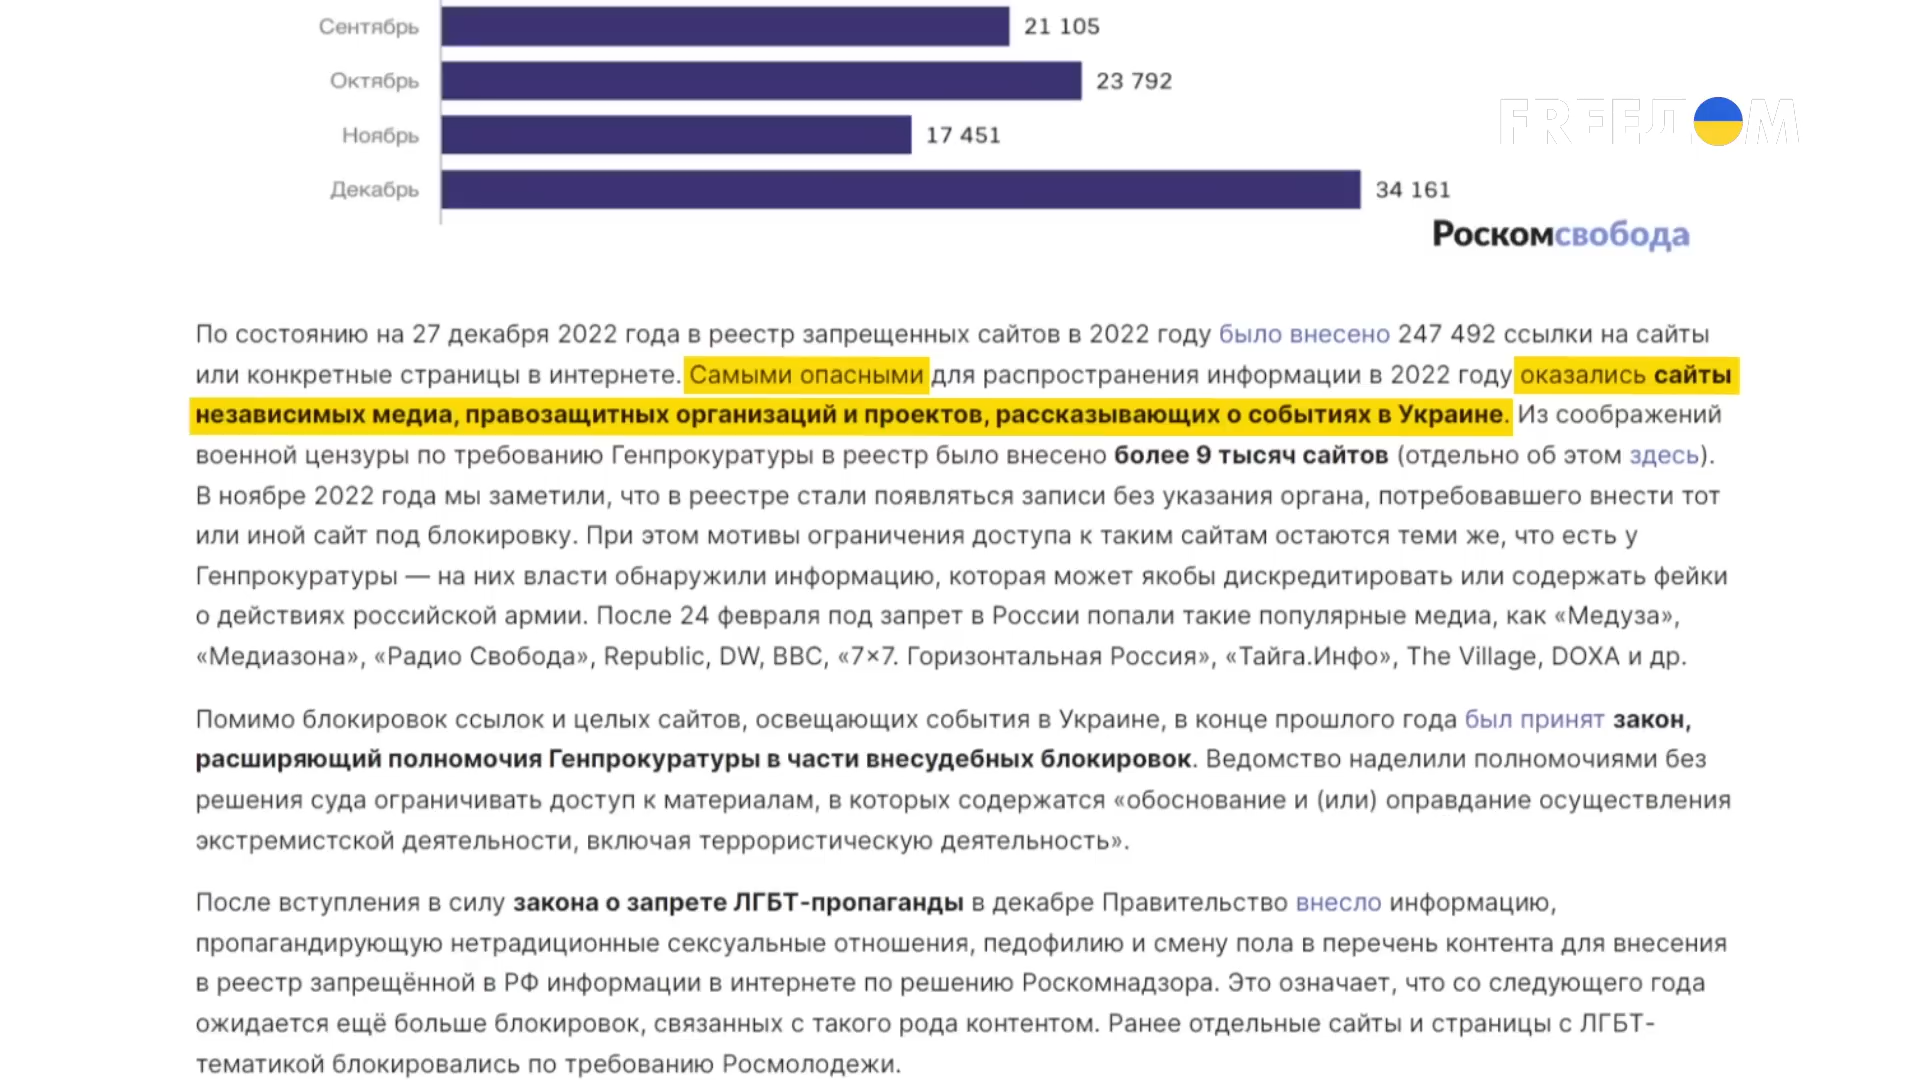 Сентябрь 21 105
Октябрь 23 792
Ноябрь 17 451
Декабрь 34 161
FREEДOM
Роскомсвобода
По состоянию на 27 декабря 2022 года в реестр запрещенных сайтов в 2022 году было внесено 247 492 ссылки на сайты
или конкретные страницы в интернете. Самыми опасными для распространения информации в 2022 году оказались сайты
независимых медиа, правозащитных организаций и проектов, рассказывающих о событиях в Украине. Из соображений
военной цензуры по требованию Генпрокуратуры в реестр было внесено более 9 тысяч сайтов (отдельно об этом здесь).
В ноябре 2022 года мы заметили, что в реестре стали появляться записи без указания органа, потребовавшего внести тот
или иной сайт под блокировку. При этом мотивы ограничения доступа к таким сайтам остаются теми же, что есть у
Генпрокуратуры — на них власти обнаружили информацию, которая может якобы дискредитировать или содержать фейки
о действиях российской армии. После 24 февраля под запрет в России попали такие популярные медиа, как «Медуза»,
«Медиазона», «Радио Свобода», Republic, DW, BBC, «7×7. Горизонтальная Россия», «Тайга.Инфо», The Village, DOXA и др.
Помимо блокировок ссылок и целых сайтов, освещающих события в Украине, в конце прошлого года был принят закон,
расширяющий полномочия Генпрокуратуры в части внесудебных блокировок. Ведомство наделили полномочиями без
решения суда ограничивать доступ к материалам, в которых содержатся «обоснование и (или) оправдание осуществления
экстремистской деятельности, включая террористическую деятельность».
После вступления в силу закона о запрете ЛГБТ-пропаганды в декабре Правительство внесло информацию,
пропагандирующую нетрадиционные сексуальные отношения, педофилию и смену пола в перечень контента для внесения
в реестр запрещённой в РФ информации в интернете по решению Роскомнадзора. Это означает, что со следующего года
ожидается ещё больше блокировок, связанных с такого рода контентом. Ранее отдельные сайты и страницы с ЛГБТ-
тематикой блокировались по требованию Росмолодежи.